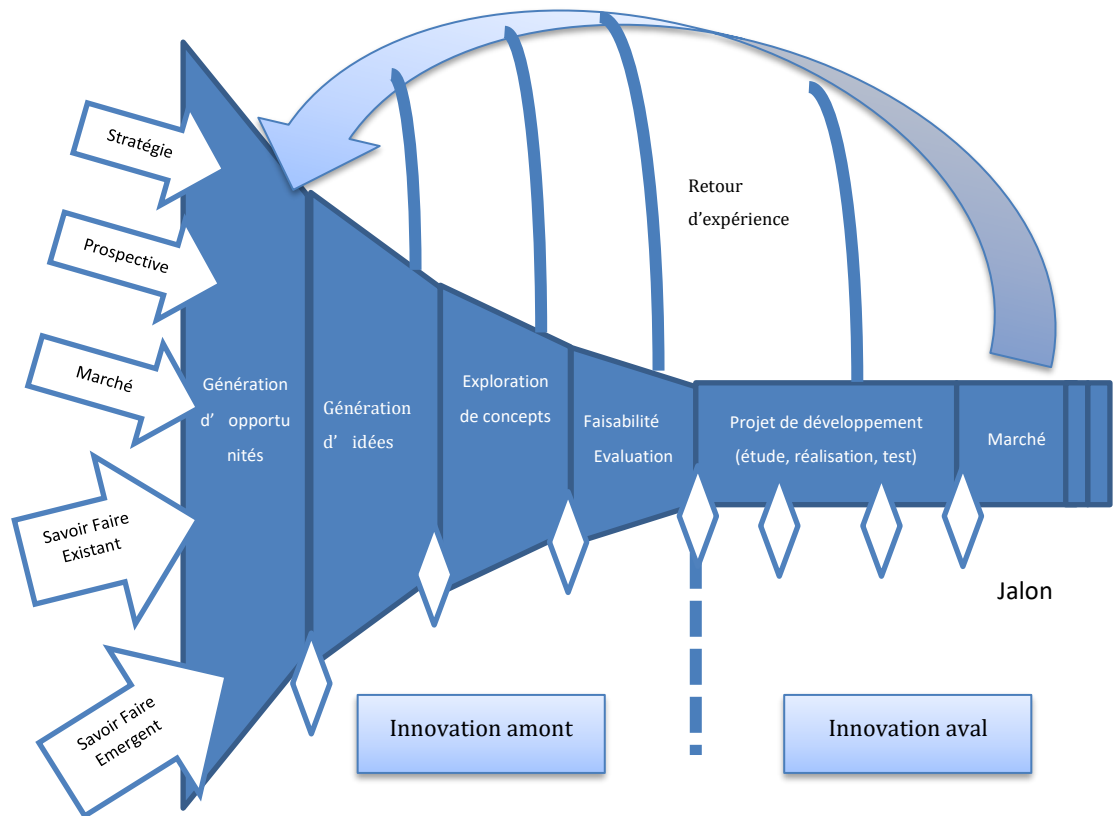 Stratégie
Prospective
Marché
Savoir Faire
Existant
Savoir Faire
Emergent
Génération
d' opportu
nités
Génération
d' idées
Exploration
de concepts
Faisabilité
Evaluation
Projet de développement
(étude, réalisation, test)
Marché
Retour
d'expérience
Jalon
Innovation amont
Innovation aval